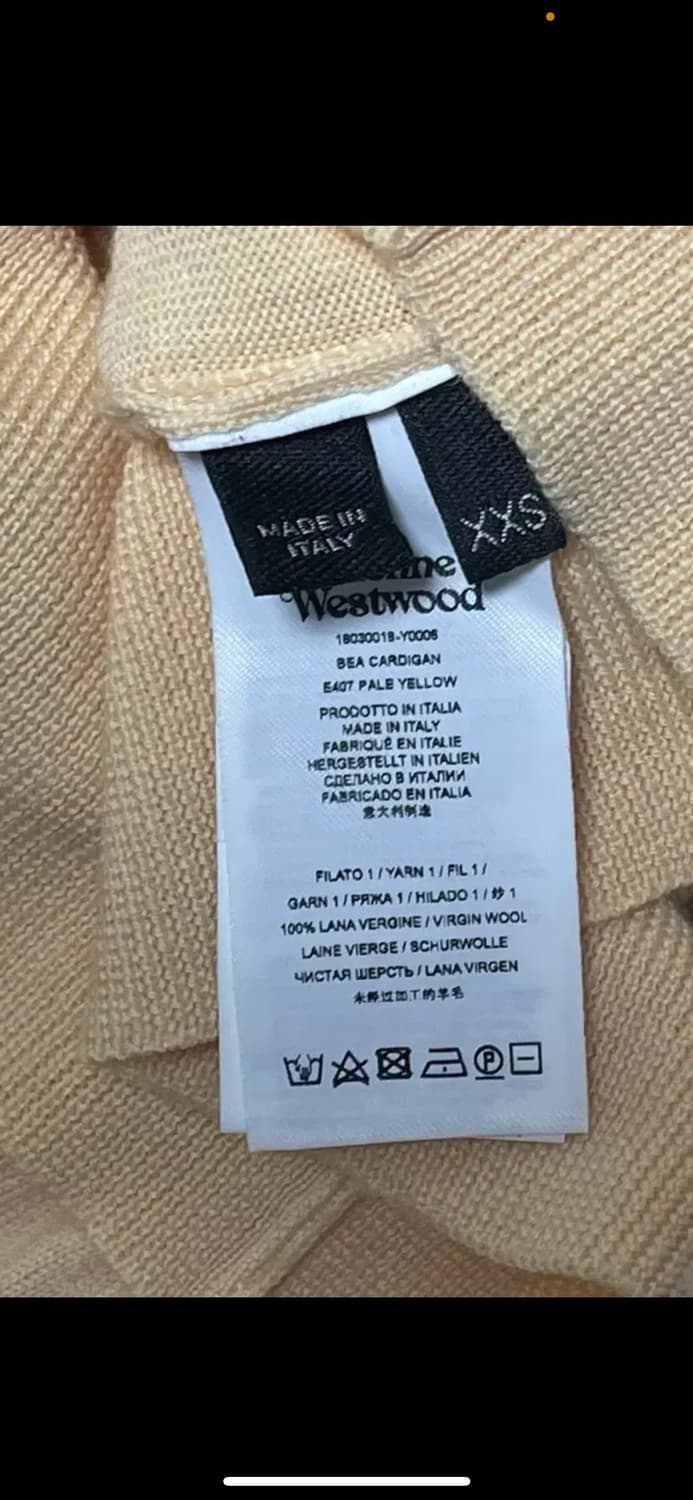 MADE IN
ITALY
XXS
Westwood
18030018-Y0006
BEA CARDIGAN
E407 PALE YELLOW
PRODOTTO IN ITALIA
MADE IN ITALY
FABRIQUÉ EN ITALIE
HERGESTELLT IN ITALIEN
СДЕЛАНО В ИТАЛИИ
FABRICADO EN ITALIA
意大利制造
FILATO 1 / YARN 1 / FIL 1 /
GARN 1 / PЯЖA 1 / HILADO 1 / 纱 1
100% LANA VERGINE / VIRGIN WOOL
LAINE VIERGE / SCHURWOLLE
ЧИСТАЯ ШЕРСТЬ / LANA VIRGEN
未经过加工的羊毛
P